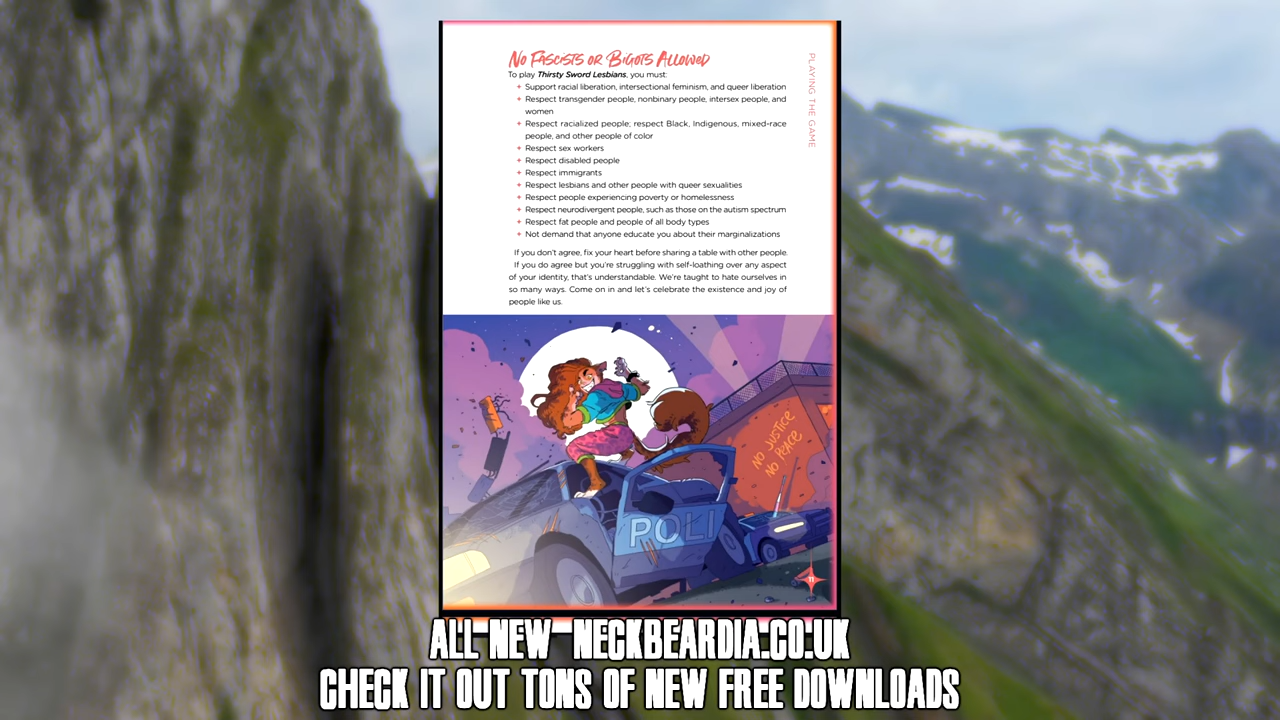 No Fascists or Bigots Allowed
To play Thirsty Sword Lesbians, you must:
+ Support racial liberation, intersectional feminism, and queer liberation
+ Respect transgender people, nonbinary people, intersex people, and
women
+ Respect racialized people; respect Black, Indigenous, mixed-race
people, and other people of color
+ Respect sex workers
+ Respect disabled people
+ Respect immigrants
+ Respect lesbians and other people with queer sexualities
+ Respect people experiencing poverty or homelessness
+ Respect neurodivergent people, such as those on the autism spectrum
+ Respect fat people and people of all body types
+ Not demand that anyone educate you about their marginalizations
If you don't agree, fix your heart before sharing a table with other people.
If you do agree but you're struggling with self-loathing over any aspect
of your identity, that's understandable. We're taught to hate ourselves in
so many ways. Come on in and let's celebrate the existence and joy of
people like us.
PLAYING THE GAME
NO JUSTICE
NO PEACE
POLI
11
ALL NEW NECKBEARDIA.CO.UK
CHECK IT OUT TONS OF NEW FREE DOWNLOADS